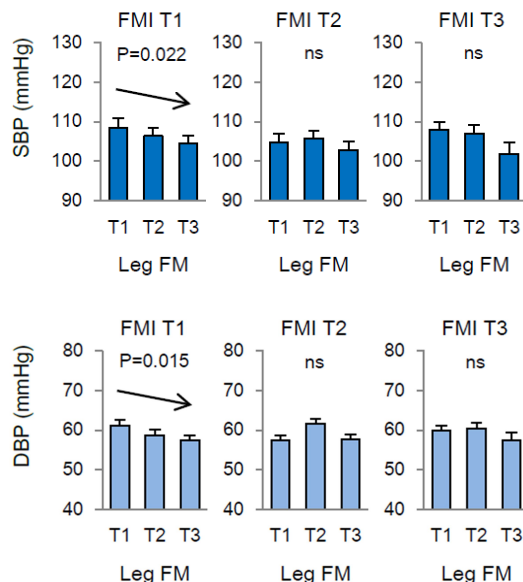 FMI T1 FMI T2 FMI T3
130 130 130
P=0.022 ns ns
120 120 120
SBP (mmHg)
110 110 110
100 100 100
90 90 90
T1 T2 T3 T1 T2 T3 T1 T2 T3
Leg FM Leg FM Leg FM
FMI T1 FMI T2 FMI T3
80 80 80
P=0.015 ns ns
70 70 70
DBP (mmHg)
60 60 60
50 50 50
40 40 40
T1 T2 T3 T1 T2 T3 T1 T2 T3
Leg FM Leg FM Leg FM